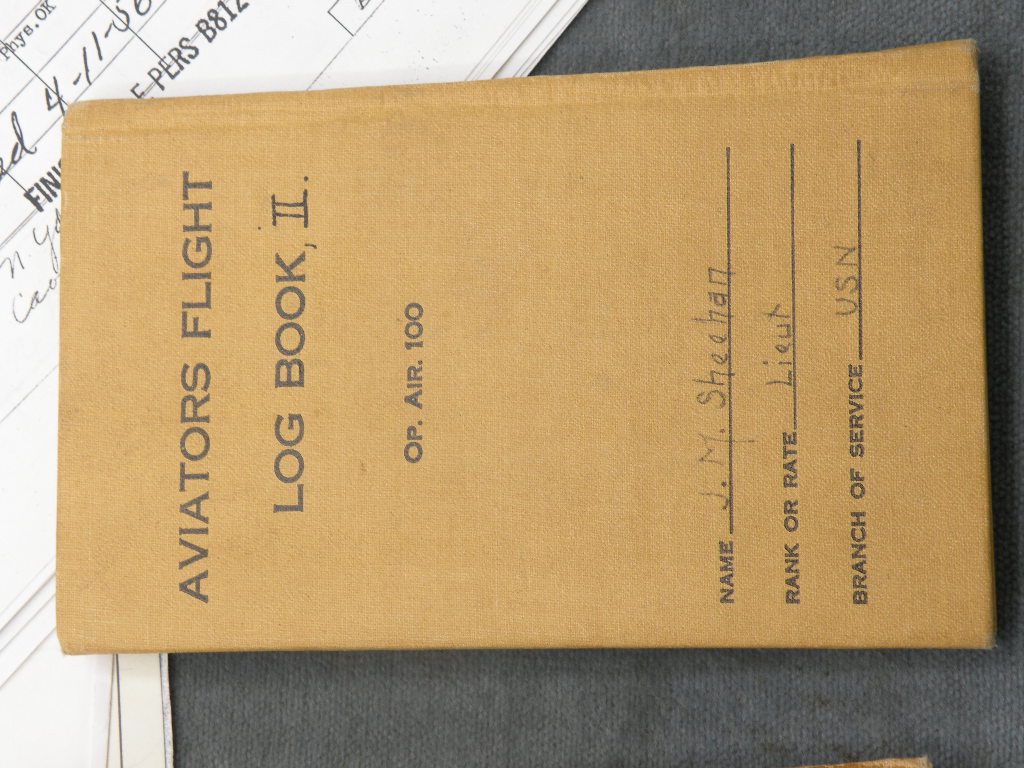 AVIATORS FLIGHT
LOG BOOK, II.
OP. AIR. 100
NAME J. M. Sheehan
RANK OR RATE Lieut
BRANCH OF SERVICE USN
Phys. OK
4-11-50
PERS B812